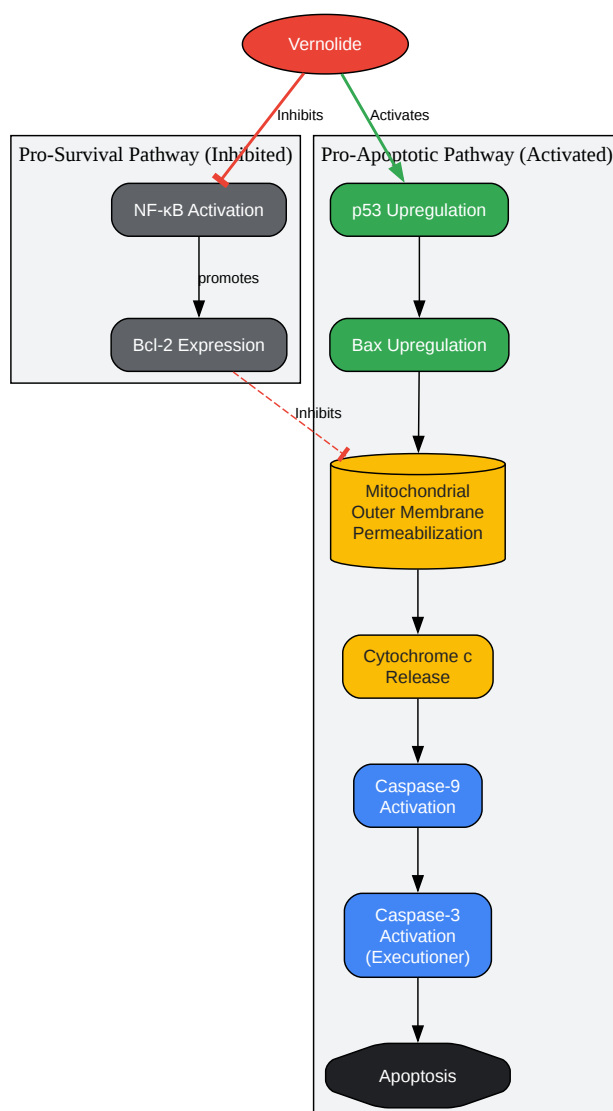 Vernolide
Inhibits
Activates
Pro-Survival Pathway (Inhibited)
Pro-Apoptotic Pathway (Activated)
NF-κB Activation
p53 Upregulation
promotes
Bcl-2 Expression
Bax Upregulation
Inhibits
Mitochondrial
Outer Membrane
Permeabilization
Cytochrome c
Release
Caspase-9
Activation
Caspase-3
Activation
(Executioner)
Apoptosis